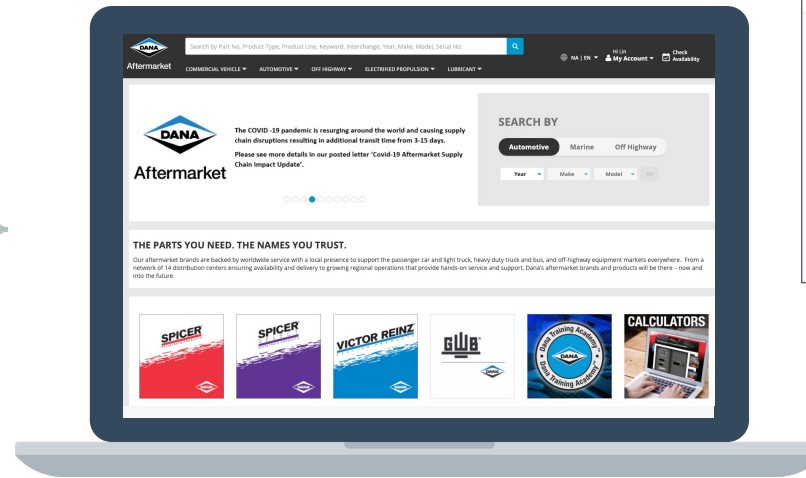 DANA
Aftermarket
Search by Part No, Product Type, Product Line, Keyword, Interchange, Year, Make, Model, Serial No.
NA | EN
Hi Lin
My Account
Check
Availability
COMMERCIAL VEHICLE
AUTOMOTIVE
OFF HIGHWAY
ELECTRIFIED PROPULSION
LUBRICANT
DANA
Aftermarket
The COVID -19 pandemic is resurging around the world and causing supply
chain disruptions resulting in additional transit time from 3-15 days.
Please see more details in our posted letter 'Covid-19 Aftermarket Supply
Chain Impact Update'.
SEARCH BY
Automotive
Marine
Off Highway
Year
Make
Model
GO
THE PARTS YOU NEED. THE NAMES YOU TRUST.
Our aftermarket brands are backed by worldwide service with a local presence to support the passenger car and light truck, heavy duty truck and bus, and off-highway equipment markets everywhere. From a
network of 14 distribution centers ensuring availability and delivery to growing regional operations that provide hands-on service and support, Dana's aftermarket brands and products will be there – now and
into the future.
SPICER
DANA
SPICER
DANA
VICTOR REINZ
DANA
GWB
DANA
Dana Training Academy
DANA
Dana Training Academy
CALCULATORS